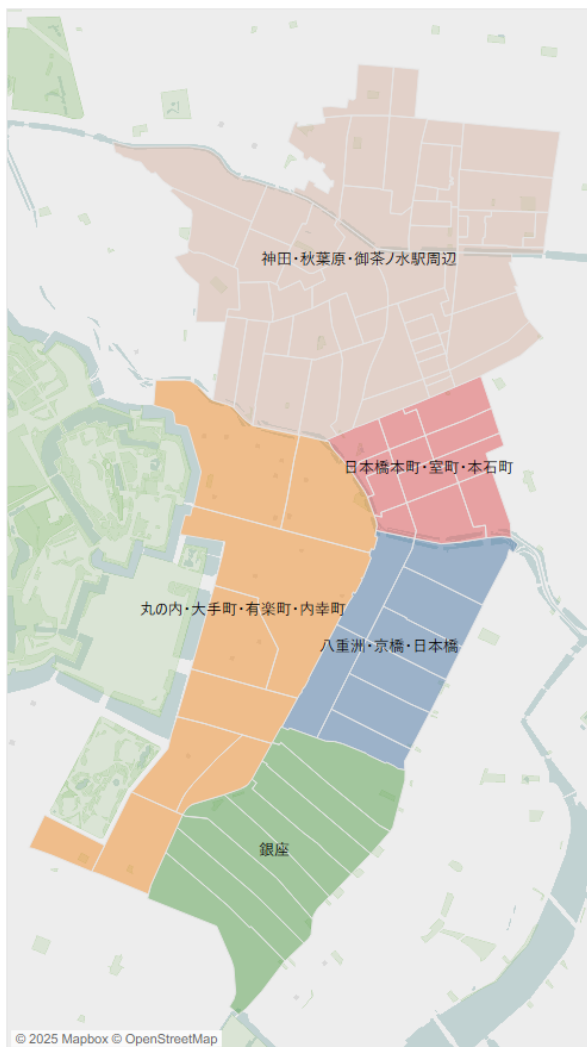 神田・秋葉原・御茶ノ水駅周辺
日本橋本町・室町・本石町
丸の内・大手町・有楽町・内幸町
八重洲・京橋・日本橋
銀座
© 2025 Mapbox © OpenStreetMap